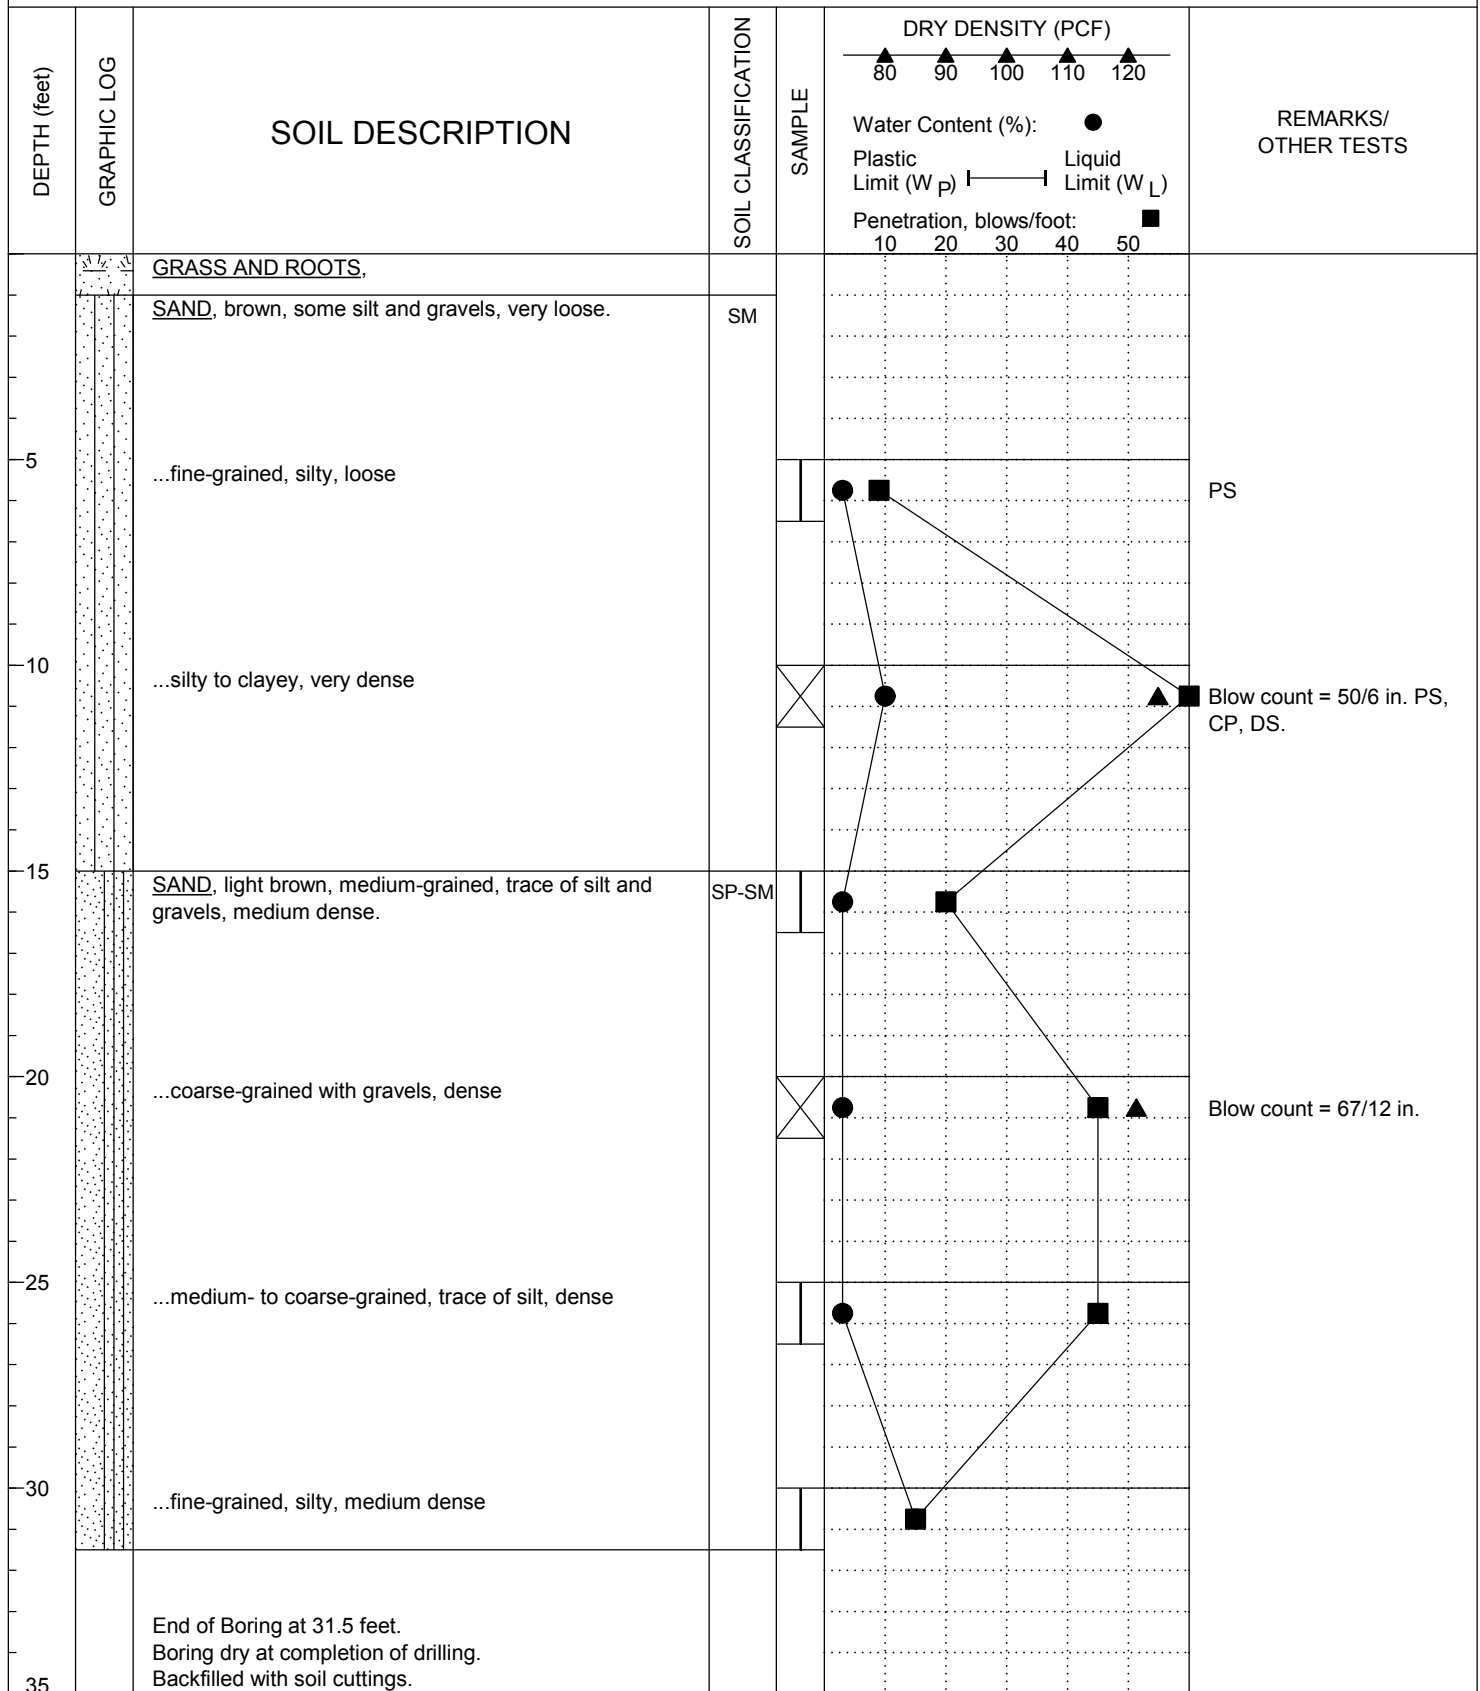 DEPTH (feet)
GRAPHIC LOG
SOIL DESCRIPTION
SOIL CLASSIFICATION
SAMPLE
DRY DENSITY (PCF)
80 90 100 110 120
Water Content (%):
Plastic Limit (W P)
Liquid Limit (W L)
Penetration, blows/foot:
10 20 30 40 50
REMARKS/
OTHER TESTS
GRASS AND ROOTS,
SAND, brown, some silt and gravels, very loose.
SM
5
...fine-grained, silty, loose
PS
10
...silty to clayey, very dense
Blow count = 50/6 in. PS,
CP, DS.
15
SAND, light brown, medium-grained, trace of silt and
gravels, medium dense.
SP-SM
20
...coarse-grained with gravels, dense
Blow count = 67/12 in.
25
...medium- to coarse-grained, trace of silt, dense
30
...fine-grained, silty, medium dense
End of Boring at 31.5 feet.
Boring dry at completion of drilling.
Backfilled with soil cuttings.
35